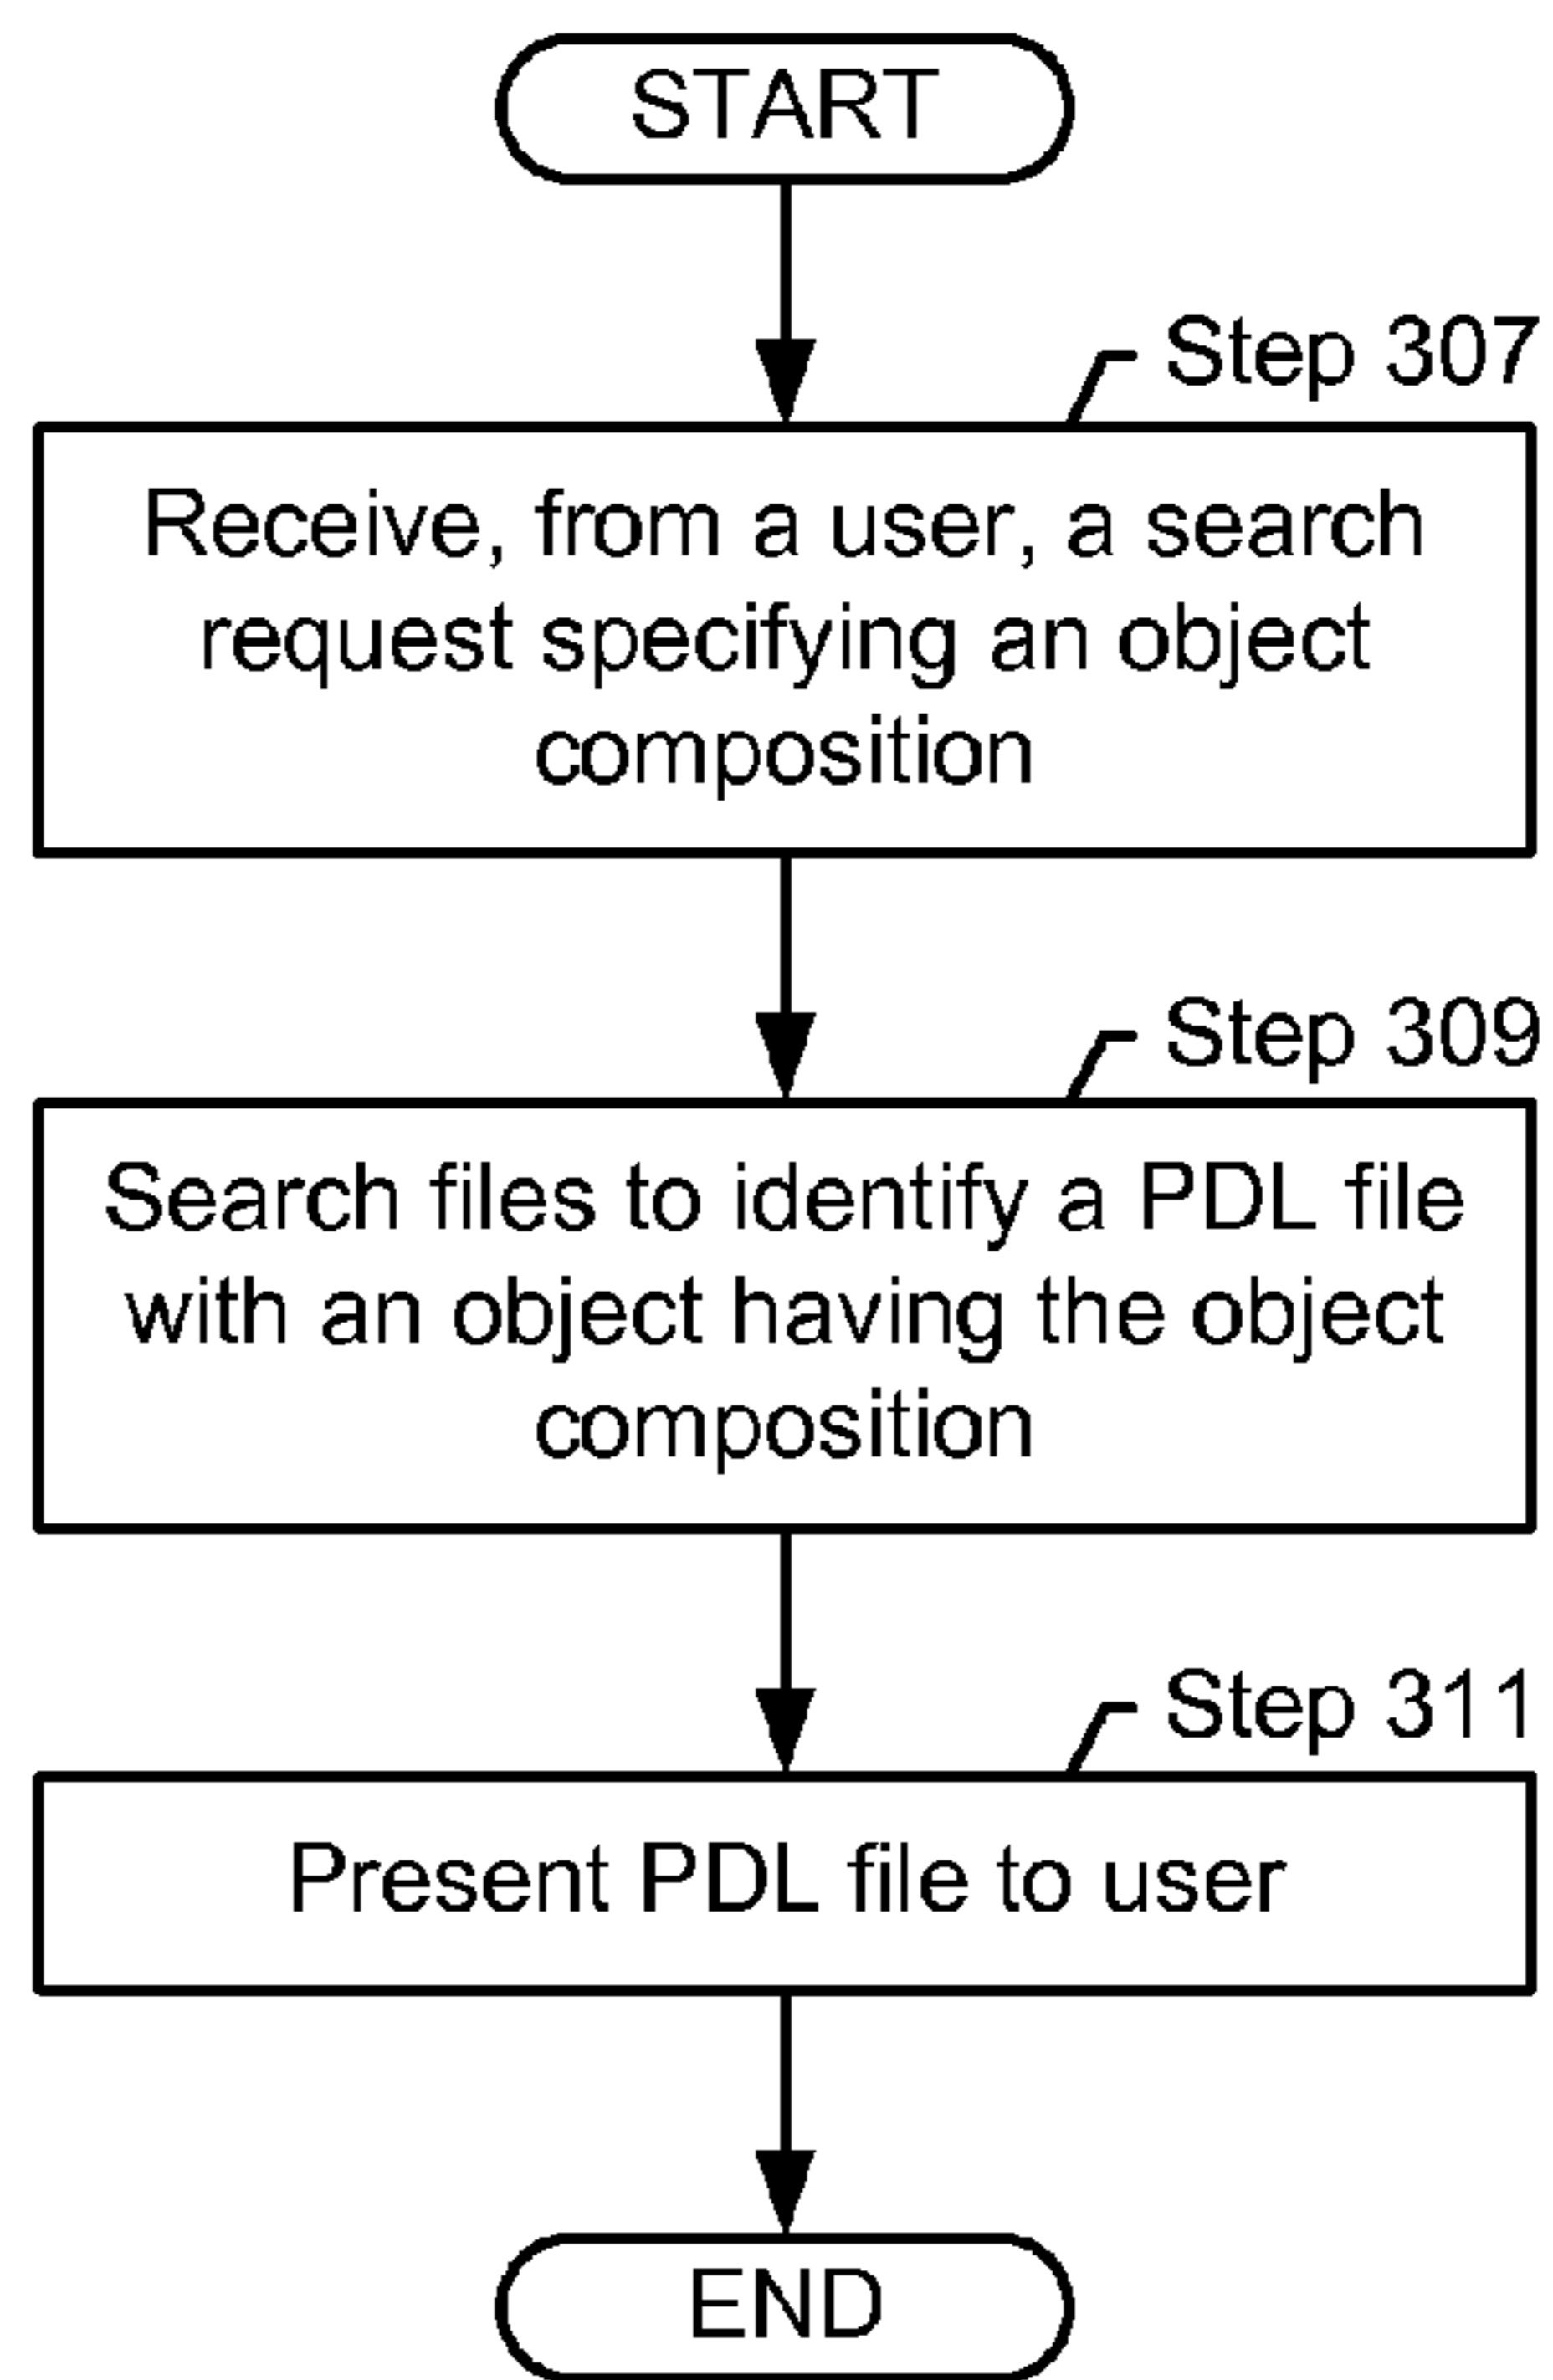 START
Step 307
Receive, from a user, a search
request specifying an object
composition
Step 309
Search files to identify a PDL file
with an object having the object
composition
Step 311
Present PDL file to user
END